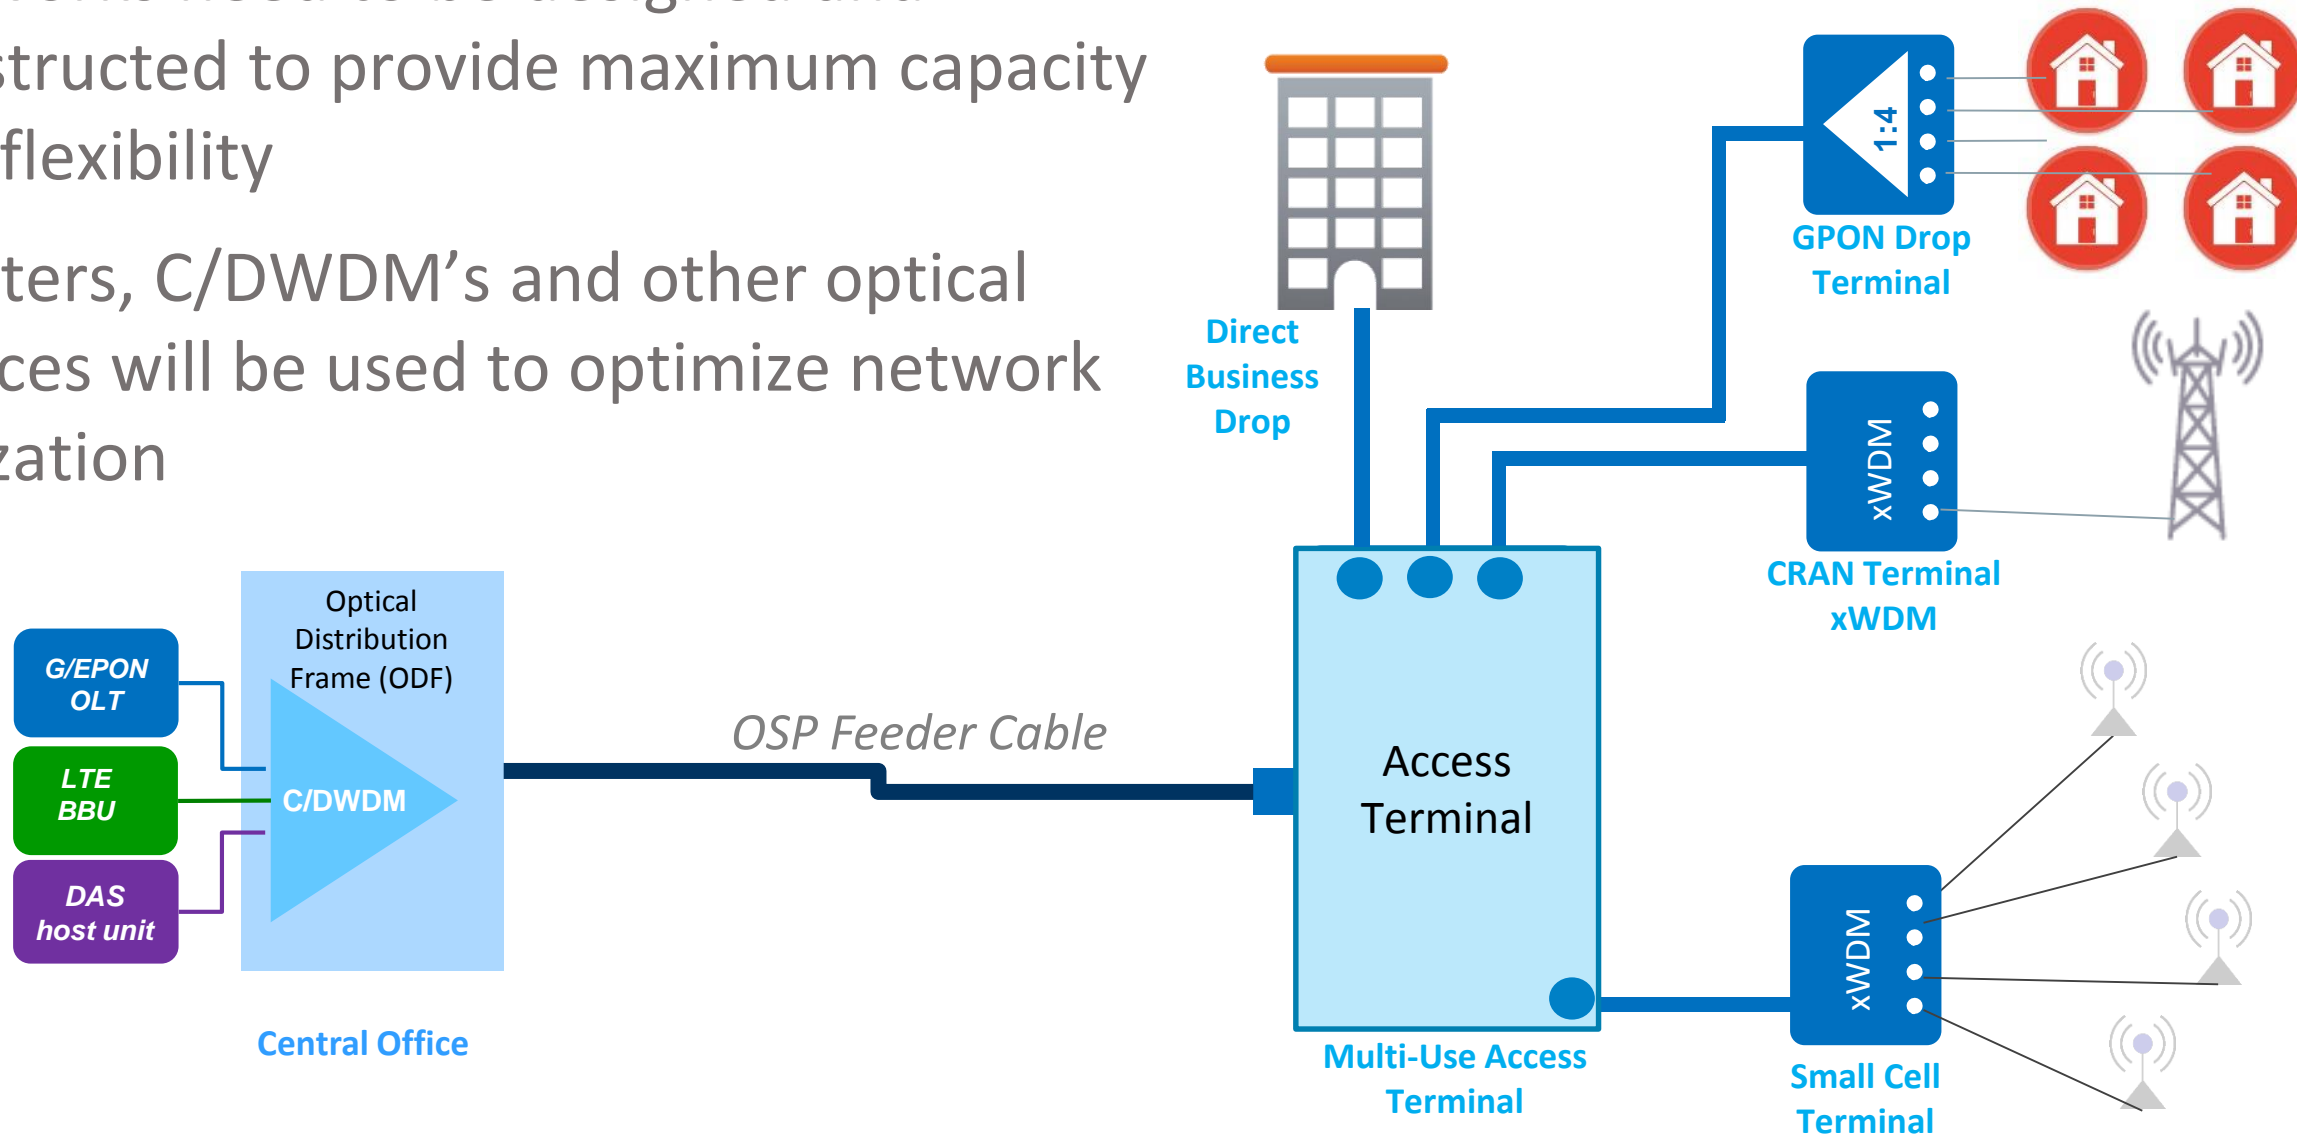 structed to provide maximum capacity
flexibility
ters, C/DWDM's and other optical
ces will be used to optimize network
zation
Direct
Business
Drop
1:4
GPON Drop
Terminal
xWDM
CRAN Terminal
xWDM
Optical
Distribution
Frame (ODF)
G/EPON
OLT
LTE
BBU
DAS
host unit
C/DWDM
Central Office
OSP Feeder Cable
Access
Terminal
Multi-Use Access
Terminal
xWDM
Small Cell
Terminal